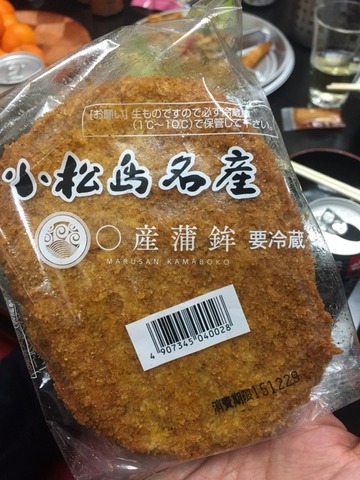 [お願い]生ものですので必ず冷蔵庫
(1℃〜10℃)で保管して下さい。
小松島名産
〇産蒲鉾 要冷蔵
MARUSAN KAMABOKO
4 907345 040028
消費期限151229